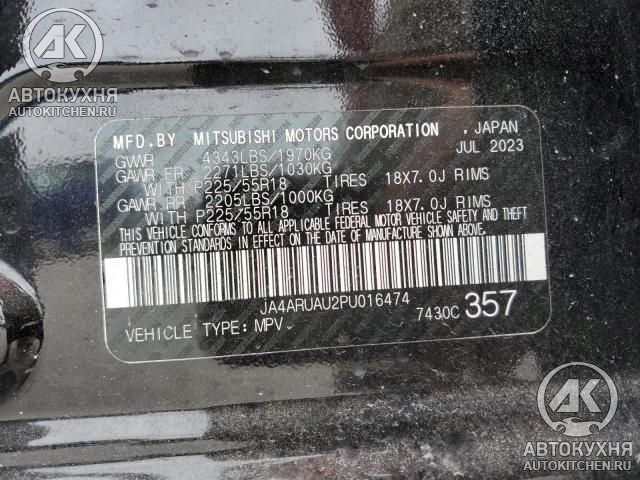 АК
АВТОКУХНЯ
AUTOKITCHEN.RU
MFD.BY MITSUBISHI MOTORS CORPORATION , JAPAN
GVWR 4343LBS/1970KG JUL 2023
GAWR FR 2271LBS/1030KG
WITH P225/55R18 TIRES 18X7.0J RIMS
GAWR RR 2205LBS/1000KG
WITH P225/55R18 TIRES 18X7.0J RIMS
THIS VEHICLE CONFORMS TO ALL APPLICABLE FEDERAL MOTOR VEHICLE SAFETY AND THEFT
PREVENTION STANDARDS IN EFFECT ON THE DATE OF MANUFACTURE SHOWN ABOVE.
JA4ARUAU2PU016474
VEHICLE TYPE: MPV 7430C 357
АК
АВТОКУХНЯ
AUTOKITCHEN.RU